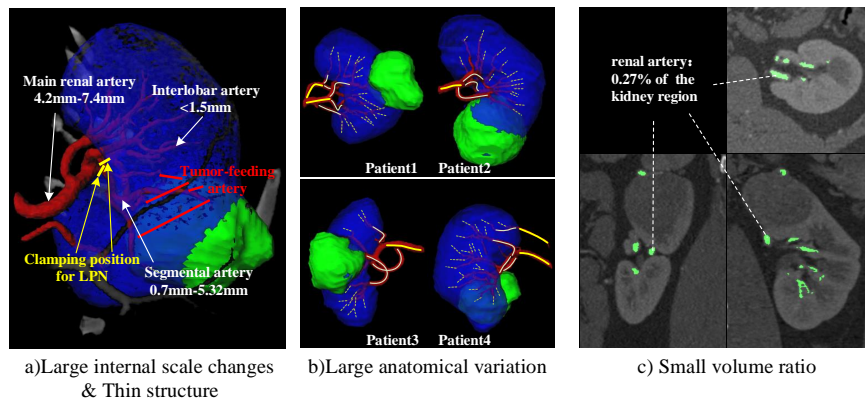 Main renal artery
4.2mm-7.4mm
Interlobar artery
<1.5mm
Tumor-feeding
artery
Clamping position
for LPN
Segmental artery
0.7mm-5.32mm
Patient1
Patient2
Patient3
Patient4
renal artery:
0.27% of the
kidney region
a)Large internal scale changes
& Thin structure
b)Large anatomical variation
c) Small volume ratio